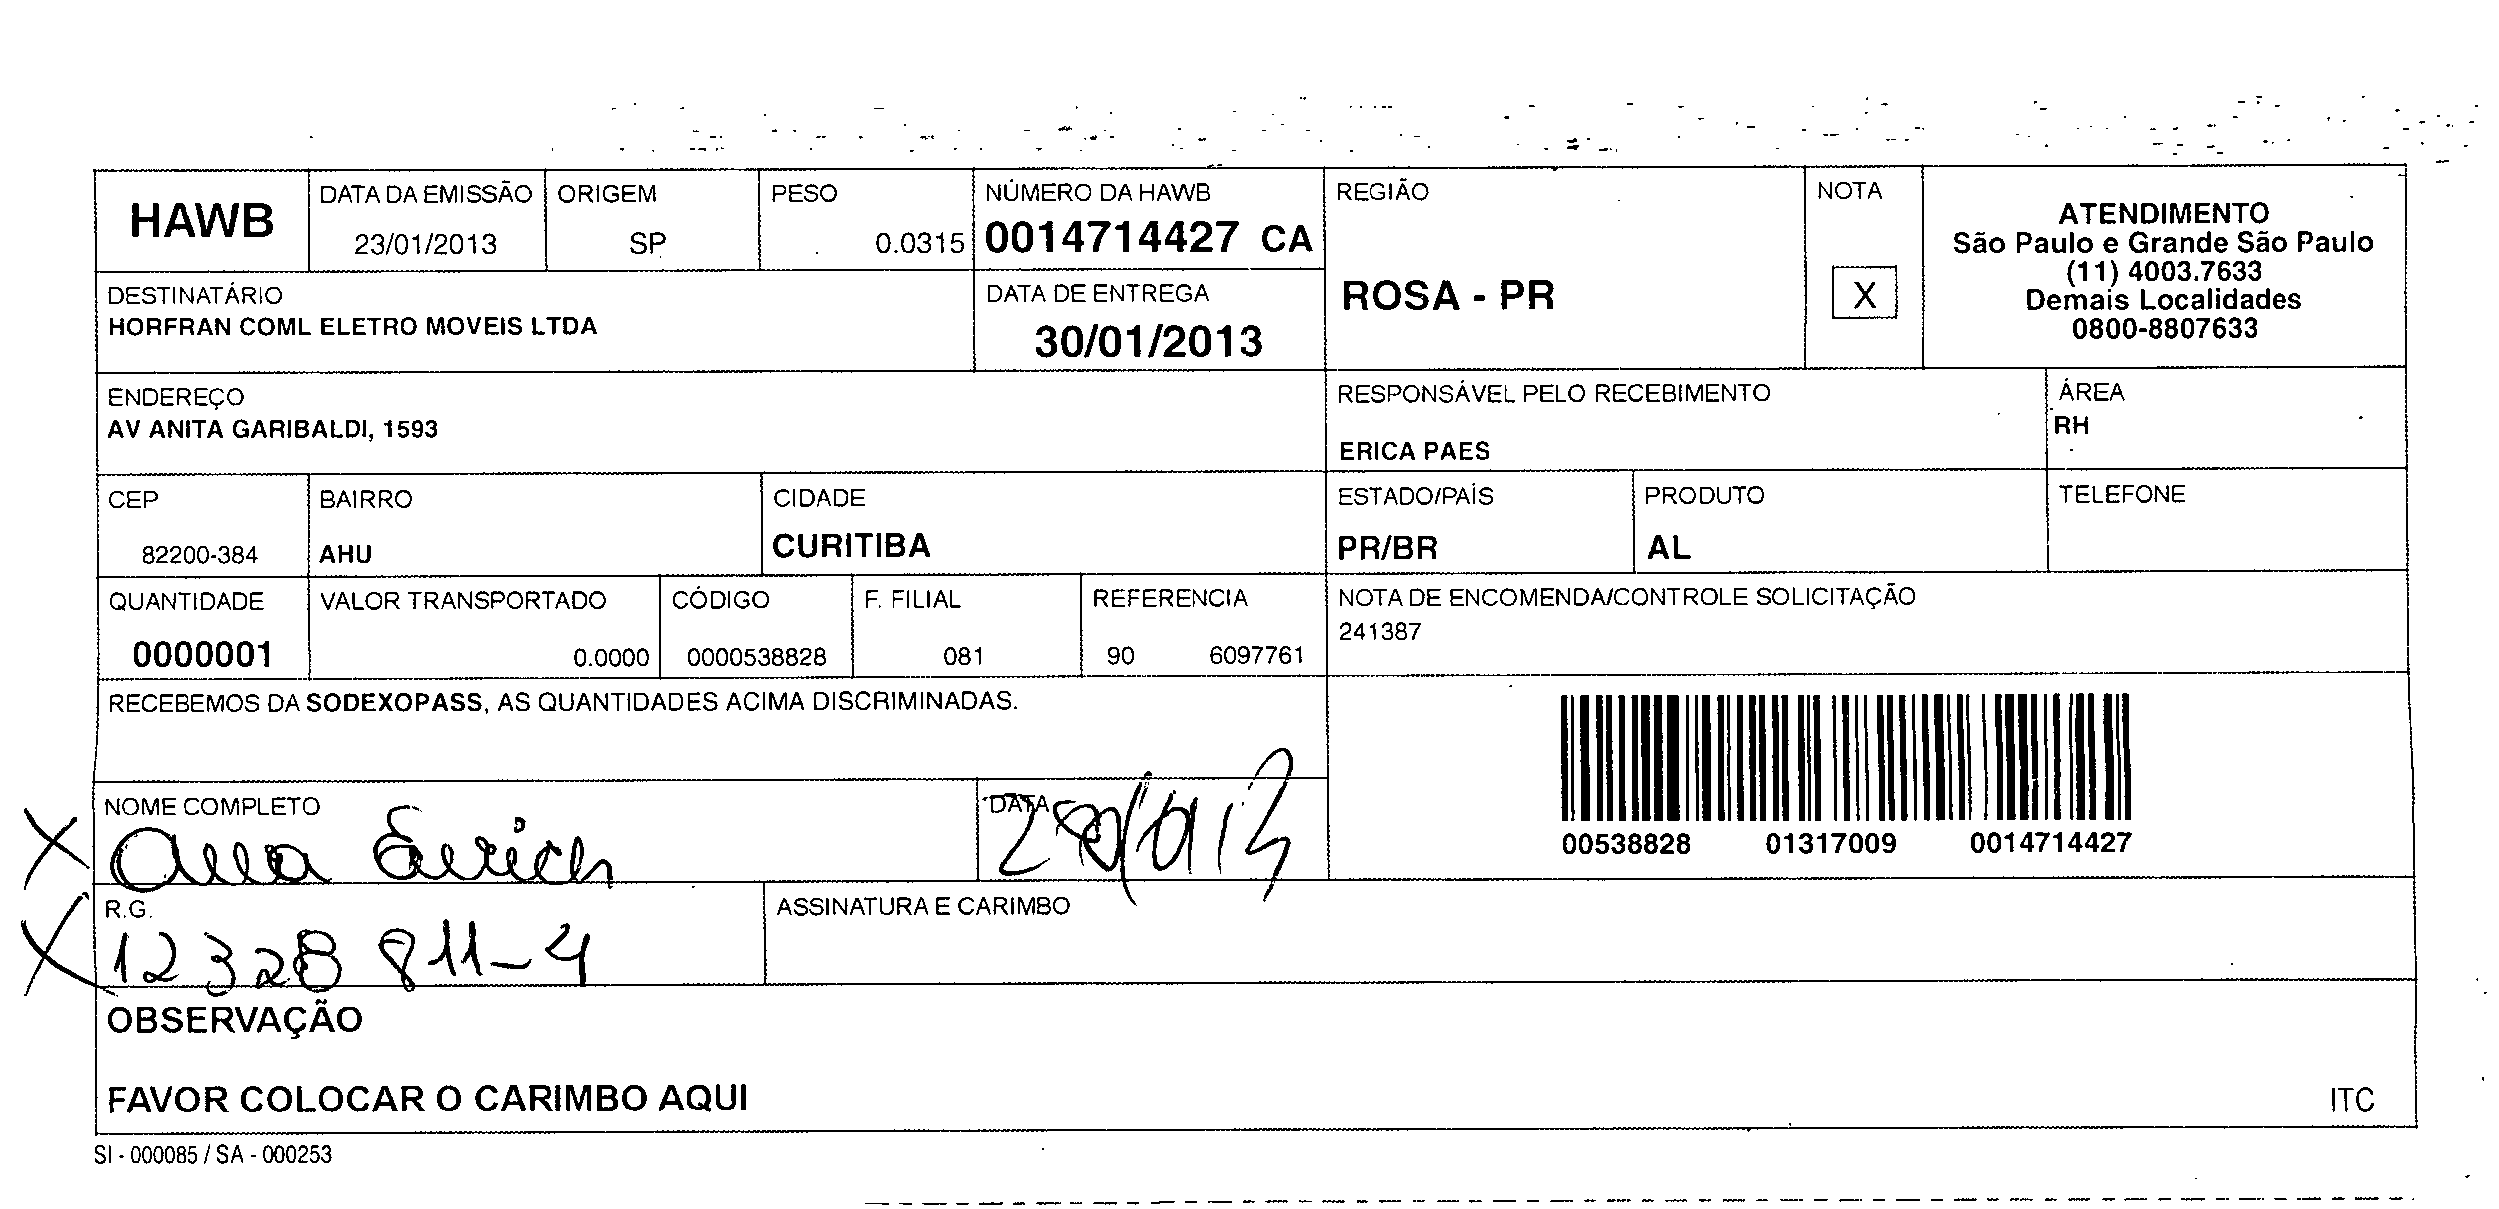 HAWB
DATA DA EMISSÃO
23/01/2013
ORIGEM
SP
PESO
0.0315
NÚMERO DA HAWB
0014714427 CA
REGIÃO
ROSA - PR
NOTA
X
ATENDIMENTO
São Paulo e Grande São Paulo
(11) 4003.7633
Demais Localidades
0800-8807633
DESTINATÁRIO
HORFRAN COML ELETRO MOVEIS LTDA
DATA DE ENTREGA
30/01/2013
ENDEREÇO
AV ANITA GARIBALDI, 1593
RESPONSÁVEL PELO RECEBIMENTO
ERICA PAES
ÁREA
RH
CEP
82200-384
BAIRRO
AHU
CIDADE
CURITIBA
ESTADO/PAÍS
PR/BR
PRODUTO
AL
TELEFONE
QUANTIDADE
0000001
VALOR TRANSPORTADO
0.0000
CÓDIGO
0000538828
F. FILIAL
081
REFERENCIA
90 6097761
NOTA DE ENCOMENDA/CONTROLE SOLICITAÇÃO
241387
RECEBEMOS DA SODEXOPASS, AS QUANTIDADES ACIMA DISCRIMINADAS.
00538828 01317009 0014714427
NOME COMPLETO
X Ana
DATA
R.G.
X 12 328 811-4
ASSINATURA E CARIMBO
OBSERVAÇÃO
FAVOR COLOCAR O CARIMBO AQUI
ITC
SI - 000085 / SA - 000253